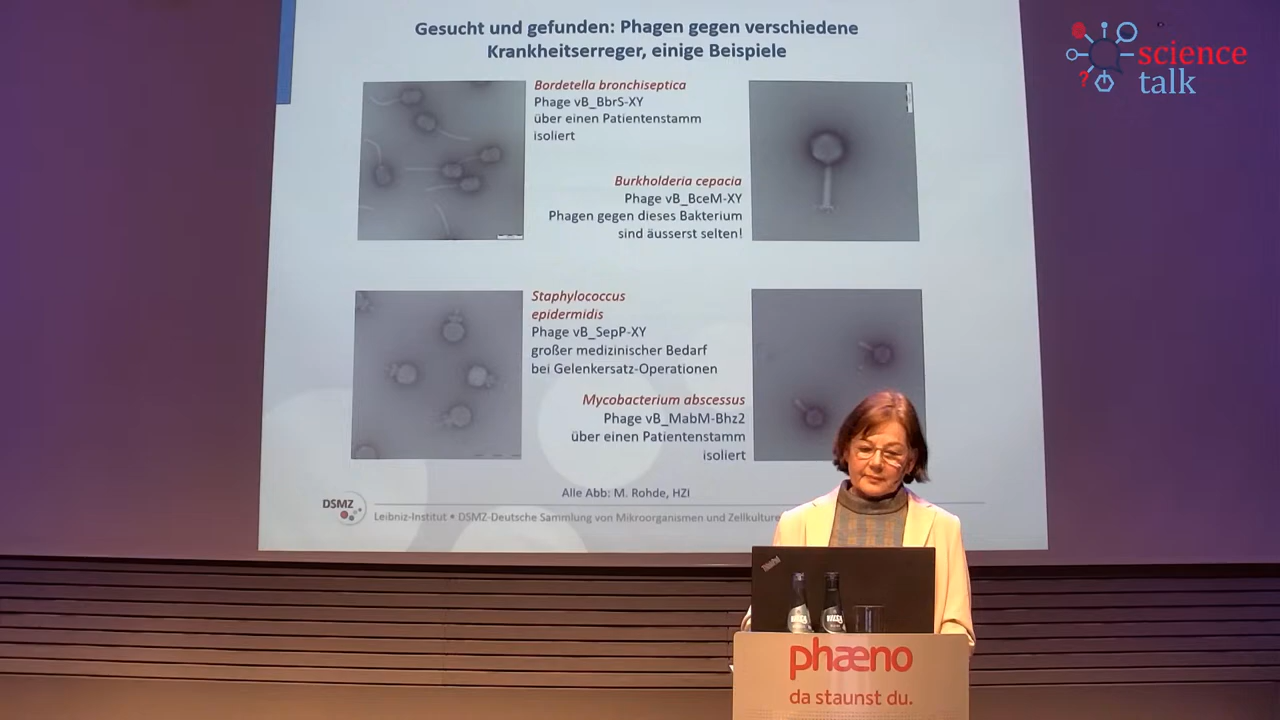 Gesucht und gefunden: Phagen gegen verschiedene
Krankheitserreger, einige Beispiele
Bordetella bronchiseptica
Phage vB_BbrS-XY
über einen Patientenstamm
isoliert
Burkholderia cepacia
Phage vB_BceM-XY
Phagen gegen dieses Bakterium
sind äusserst selten!
Staphylococcus
epidermidis
Phage vB_SepP-XY
großer medizinischer Bedarf
bei Gelenkersatz-Operationen
Mycobacterium abscessus
Phage vB_MabM-Bhz2
über einen Patientenstamm
isoliert
Alle Abb: M. Rohde, HZI
DSMZ
Leibniz-Institut • DSMZ-Deutsche Sammlung von Mikroorganismen und Zellkulture
science
talk
ThinkPad
phæno
da staunst du.